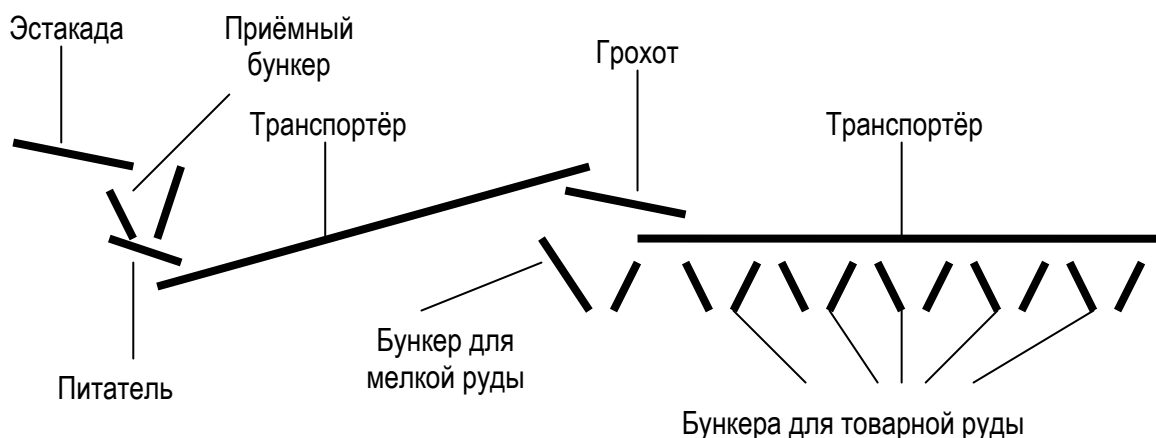 Эстакада
Приёмный
бункер
Грохот
Транспортёр
Транспортёр
Бункер для
мелкой руды
Питатель
Бункера для товарной руды